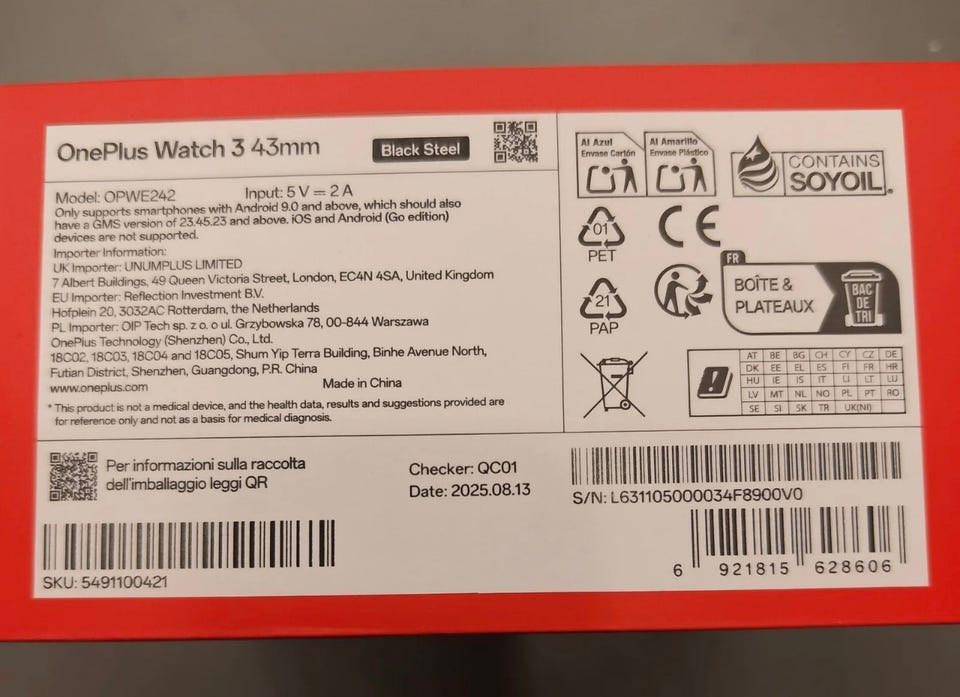 OnePlus Watch 3 43mm
Black Steel
Model: OPWE242 Input: 5 V ⎓ 2 A
Only supports smartphones with Android 9.0 and above, which should also
have a GMS version of 23.45.23 and above. iOS and Android (Go edition)
devices are not supported.
Importer Information:
UK Importer: UNUMPLUS LIMITED
7 Albert Buildings, 49 Queen Victoria Street, London, EC4N 4SA, United Kingdom
EU Importer: Reflection Investment B.V.
Hofplein 20, 3032AC Rotterdam, the Netherlands
PL Importer: OIP Tech sp. z o. o ul. Grzybowska 78, 00-844 Warszawa
OnePlus Technology (Shenzhen) Co., Ltd.
18C02, 18C03, 18C04 and 18C05, Shum Yip Terra Building, Binhe Avenue North,
Futian District, Shenzhen, Guangdong, P.R. China
www.oneplus.com Made in China
* This product is not a medical device, and the health data, results and suggestions provided are
for reference only and not as a basis for medical diagnosis.
Al Azul
Envase Cartón
Al Amarillo
Envase Plástico
CONTAINS
SOYOIL®
01
PET
CE
21
PAP
FR
BOÎTE &
PLATEAUX
BAC
DE
TRI
AT BE BG CH CY CZ DE
DK EE EL ES FI FR HR
HU IE IS IT LI LT LU
LV MT NL NO PL PT RO
SE SI SK TR UK(NI)
Per informazioni sulla raccolta
dell'imballaggio leggi QR
Checker: QC01
Date: 2025.08.13
SKU: 5491100421
S/N: L631105000034F8900V0
6 921815 628606